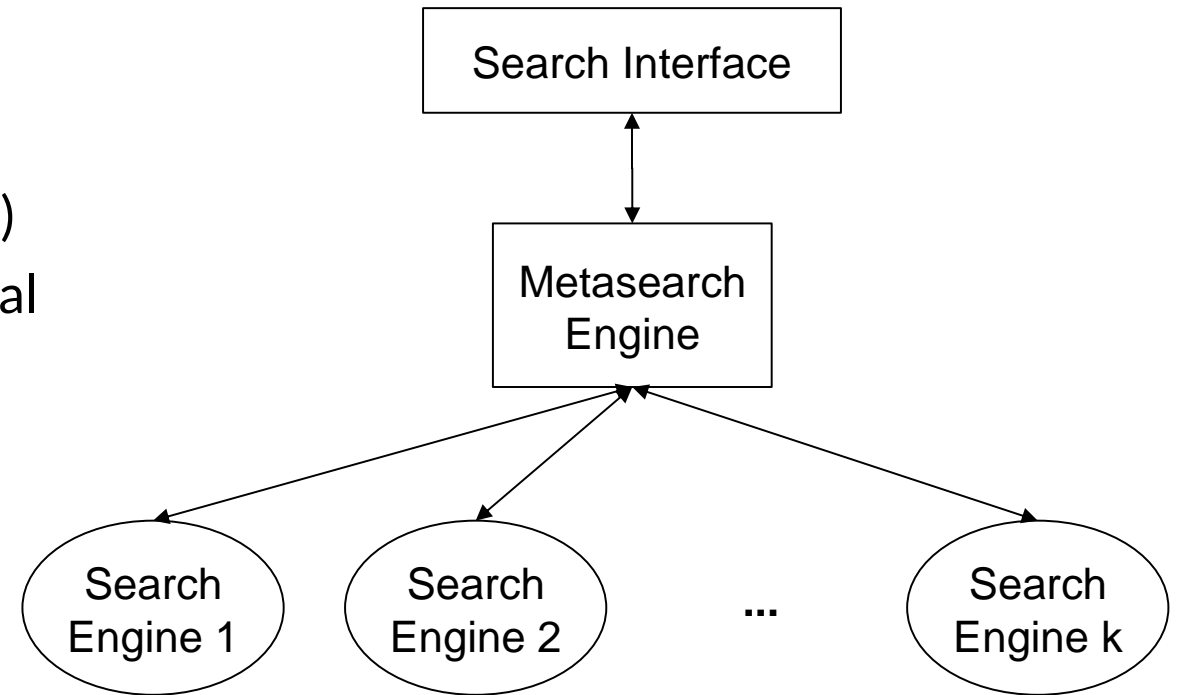 Search Interface
)
al
Metasearch
Engine
Search
Engine 1
Search
Engine 2
...
Search
Engine k